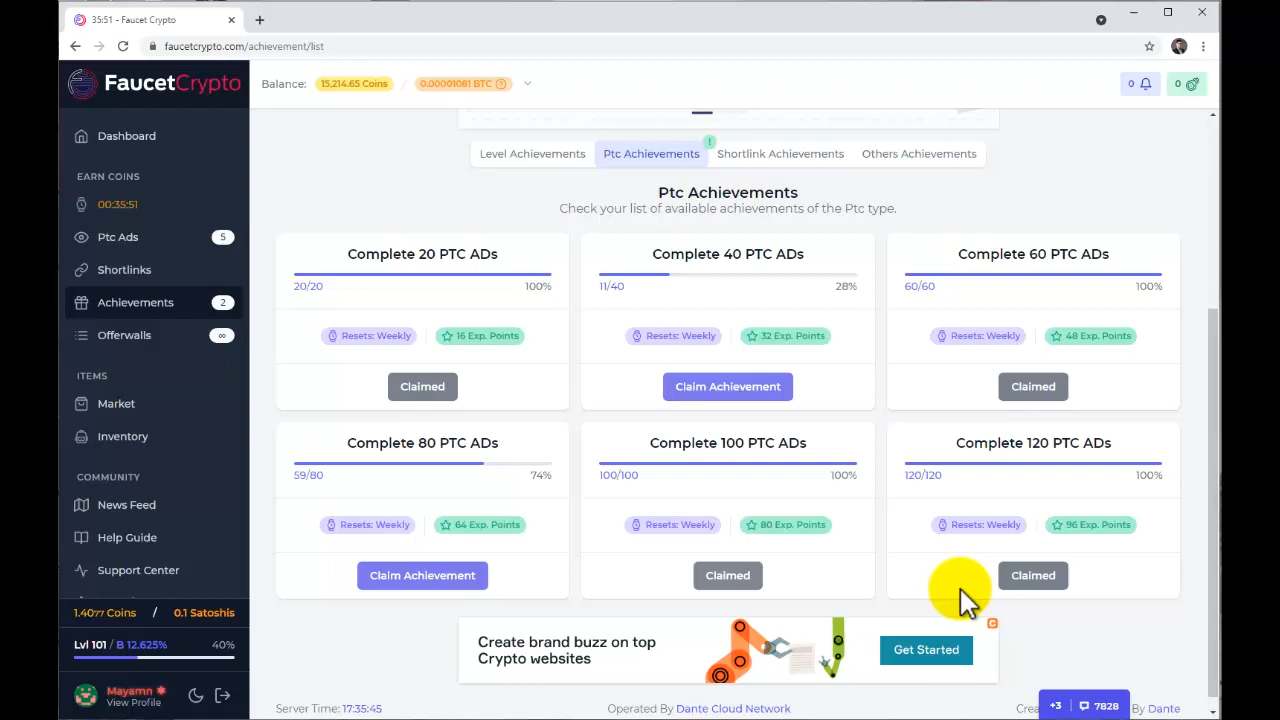 35:51 - Faucet Crypto
faucetcrypto.com/achievement/list
FaucetCrypto
Balance: 15,214.65 Coins / 0.00001081 BTC
0
0
Dashboard
EARN COINS
00:35:51
Ptc Ads 5
Shortlinks
Achievements 2
Offerwalls ∞
ITEMS
Market
Inventory
COMMUNITY
News Feed
Help Guide
Support Center
1.4077 Coins / 0.1 Satoshis
Lvl 101 / B 12.625% 40%
Mayamn
View Profile
Level Achievements Ptc Achievements ! Shortlink Achievements Others Achievements
Ptc Achievements
Check your list of available achievements of the Ptc type.
Complete 20 PTC ADs
20/20 100%
Resets: Weekly 16 Exp. Points
Claimed
Complete 40 PTC ADs
11/40 28%
Resets: Weekly 32 Exp. Points
Claim Achievement
Complete 60 PTC ADs
60/60 100%
Resets: Weekly 48 Exp. Points
Claimed
Complete 80 PTC ADs
59/80 74%
Resets: Weekly 64 Exp. Points
Claim Achievement
Complete 100 PTC ADs
100/100 100%
Resets: Weekly 80 Exp. Points
Claimed
Complete 120 PTC ADs
120/120 100%
Resets: Weekly 96 Exp. Points
Claimed
Create brand buzz on top
Crypto websites
Get Started
Server Time: 17:35:45
Operated By Dante Cloud Network
By Dante
+3 7828